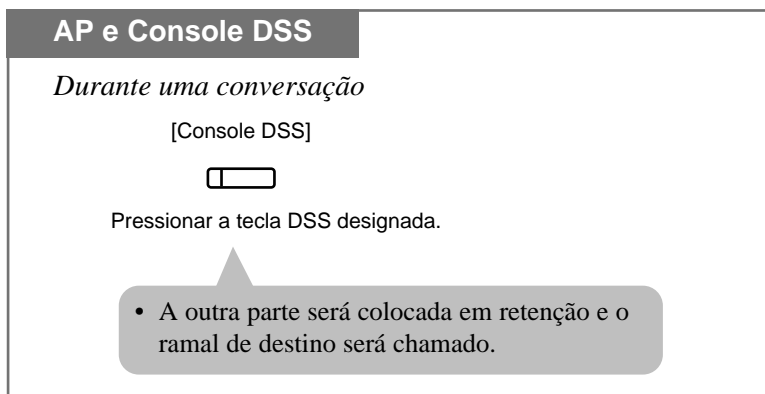 AP e Console DSS
Durante uma conversação
[Console DSS]
Pressionar a tecla DSS designada.
• A outra parte será colocada em retenção e o
ramal de destino será chamado.